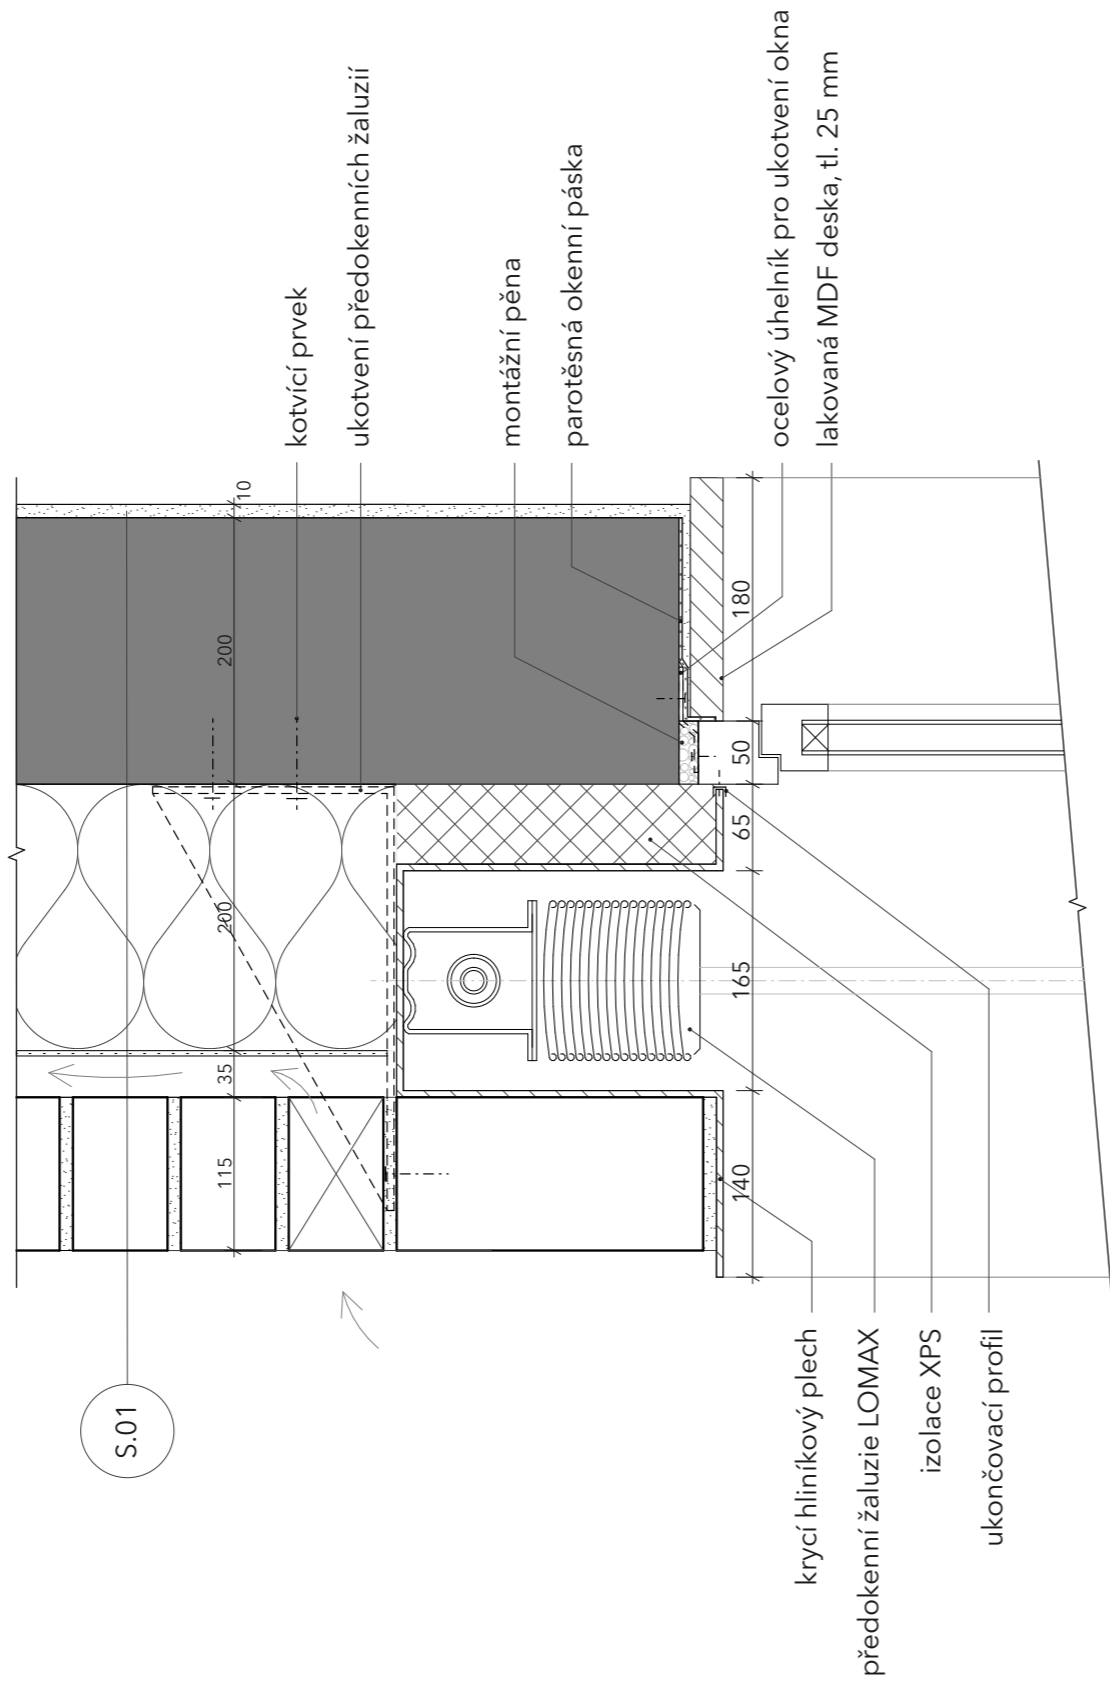 kotvící prvek
ukotvení předokenních žaluzií
montážní pěna
parotěsná okenní páska
ocelový úhelník pro ukotvení okna
lakovaná MDF deska, tl. 25 mm
S.01
115
35
200
200
10
140
165
65
50
180
krycí hliníkový plech
předokenní žaluzie LOMAX
izolace XPS
ukončovací profil